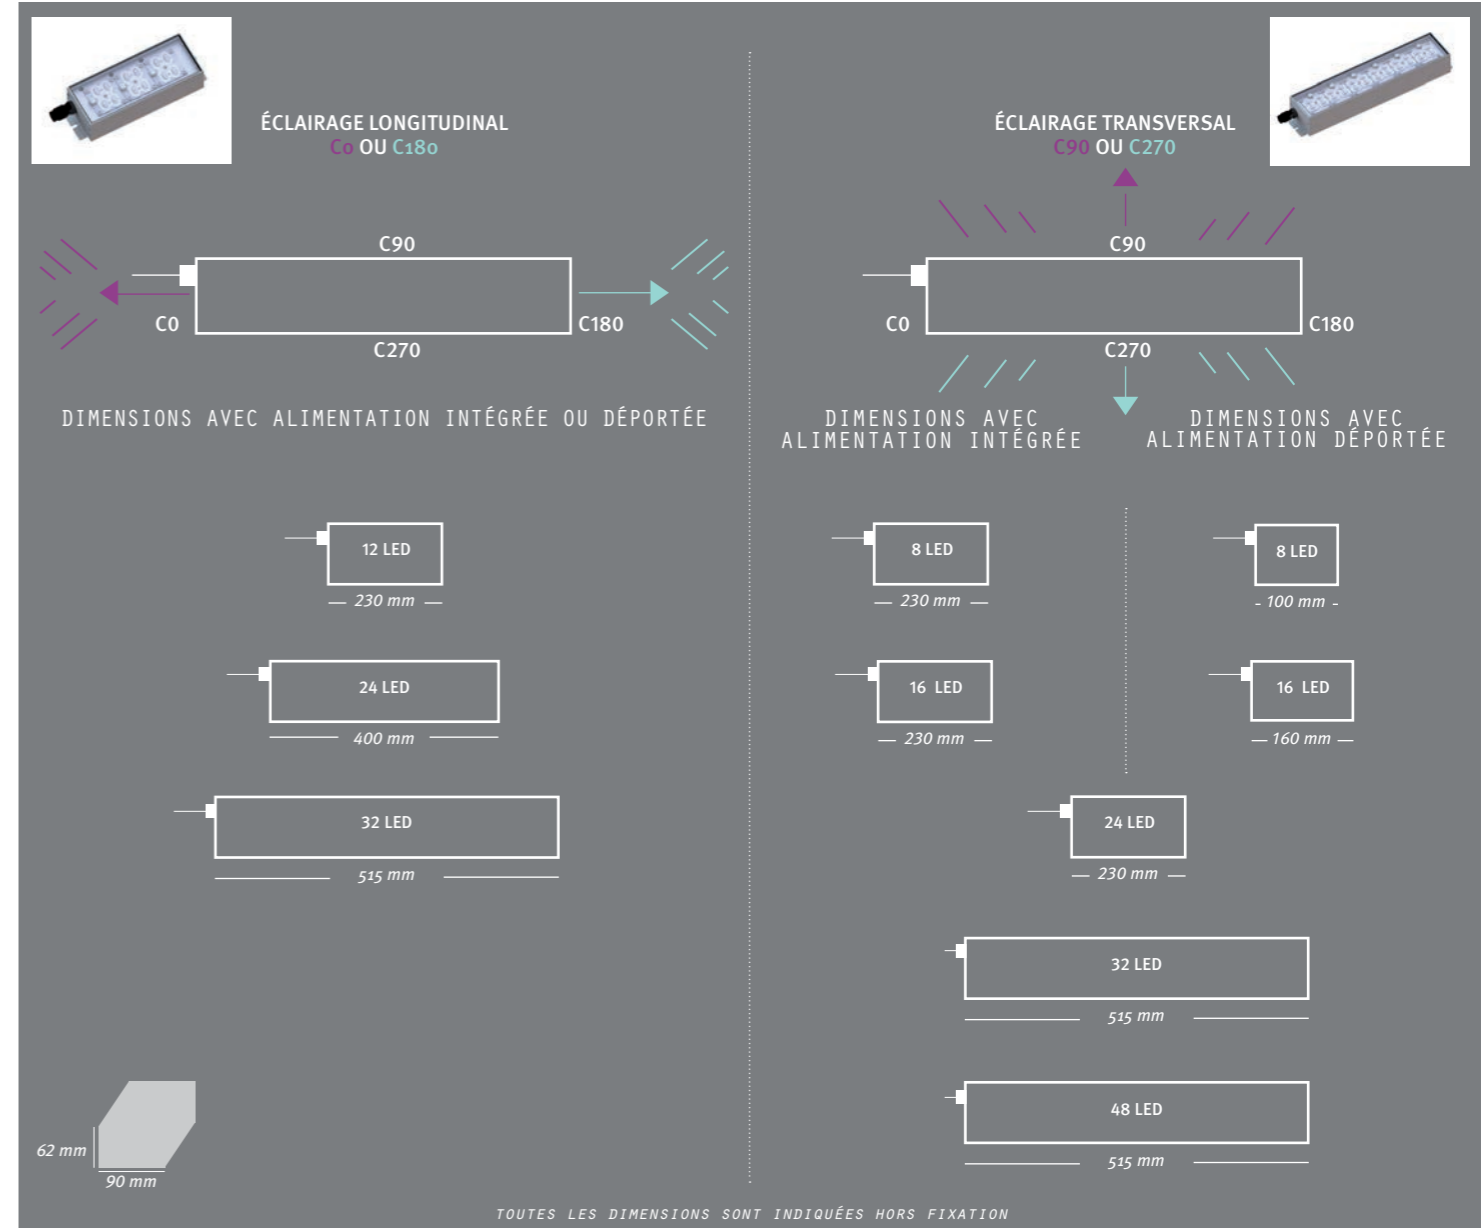 ÉCLAIRAGE LONGITUDINAL
C0 OU C180
C90
C0
C180
C270
DIMENSIONS AVEC ALIMENTATION INTÉGRÉE OU DÉPORTÉE
12 LED
230 mm
24 LED
400 mm
32 LED
515 mm
62 mm
90 mm
ÉCLAIRAGE TRANSVERSAL
C90 OU C270
C90
C0
C180
C270
DIMENSIONS AVEC
ALIMENTATION INTÉGRÉE
8 LED
230 mm
16 LED
230 mm
DIMENSIONS AVEC
ALIMENTATION DÉPORTÉE
8 LED
100 mm
16 LED
160 mm
24 LED
230 mm
32 LED
515 mm
48 LED
515 mm
TOUTES LES DIMENSIONS SONT INDIQUÉES HORS FIXATION